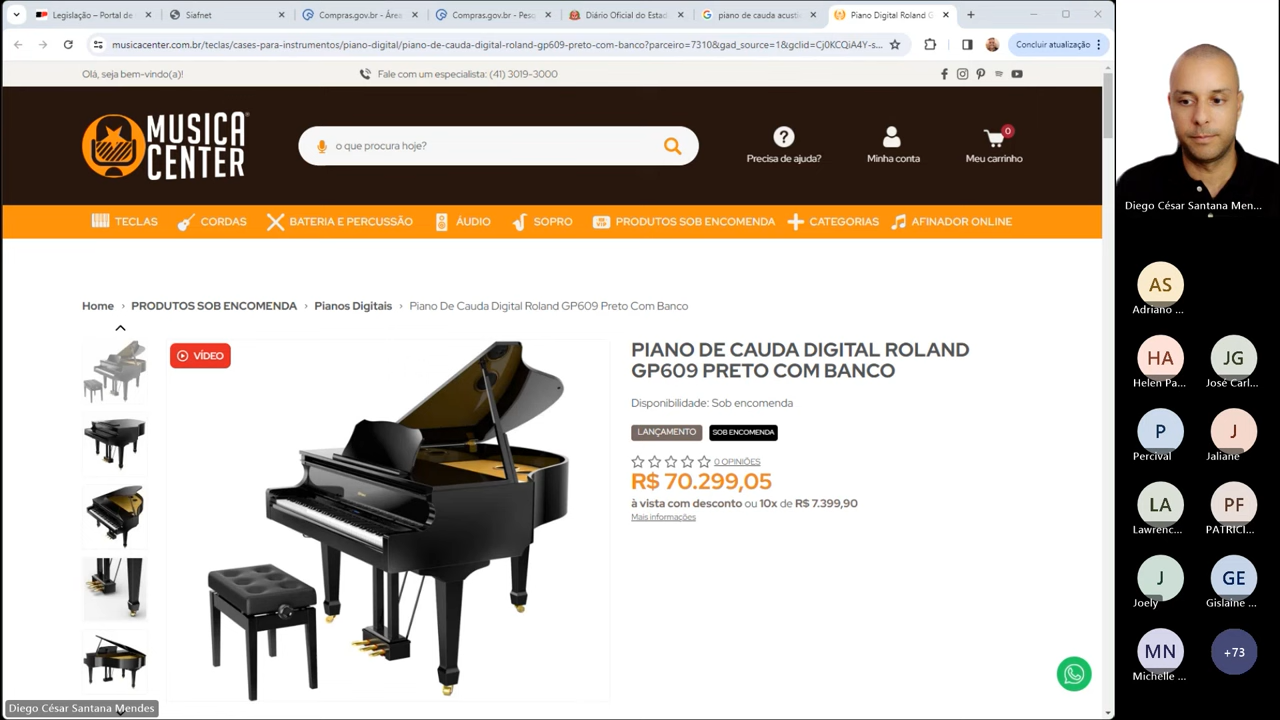 Legislação – Portal de
Siafnet
Compras.gov.br - Área
Compras.gov.br - Pesq
Diário Oficial do Estad
piano de cauda acusti
Piano Digital Roland G
musicacenter.com.br/teclas/cases-para-instrumentos/piano-digital/piano-de-cauda-digital-roland-gp609-preto-com-banco?parceiro=7310&gad_source=1&gclid=Cj0KCQiA4Y-s...
Concluir atualização
Olá, seja bem-vindo(a)!
Fale com um especialista: (41) 3019-3000
MUSICA
CENTER
o que procura hoje?
Precisa de ajuda?
Minha conta
0
Meu carrinho
TECLAS
CORDAS
BATERIA E PERCUSSÃO
ÁUDIO
SOPRO
PRODUTOS SOB ENCOMENDA
CATEGORIAS
AFINADOR ONLINE
Home › PRODUTOS SOB ENCOMENDA › Pianos Digitais › Piano De Cauda Digital Roland GP609 Preto Com Banco
VÍDEO
PIANO DE CAUDA DIGITAL ROLAND
GP609 PRETO COM BANCO
Disponibilidade: Sob encomenda
LANÇAMENTO
SOB ENCOMENDA
0 OPINIÕES
R$ 70.299,05
à vista com desconto ou 10x de R$ 7.399,90
Mais informações
Diego César Santana Mendes
Diego César Santana Men...
AS
Adriano ...
HA
Helen Pa...
JG
José Carl...
P
Percival
J
Jaliane
LA
Lawrenc...
PF
PATRICI...
J
Joely
GE
Gislaine ...
MN
Michelle ...
+73